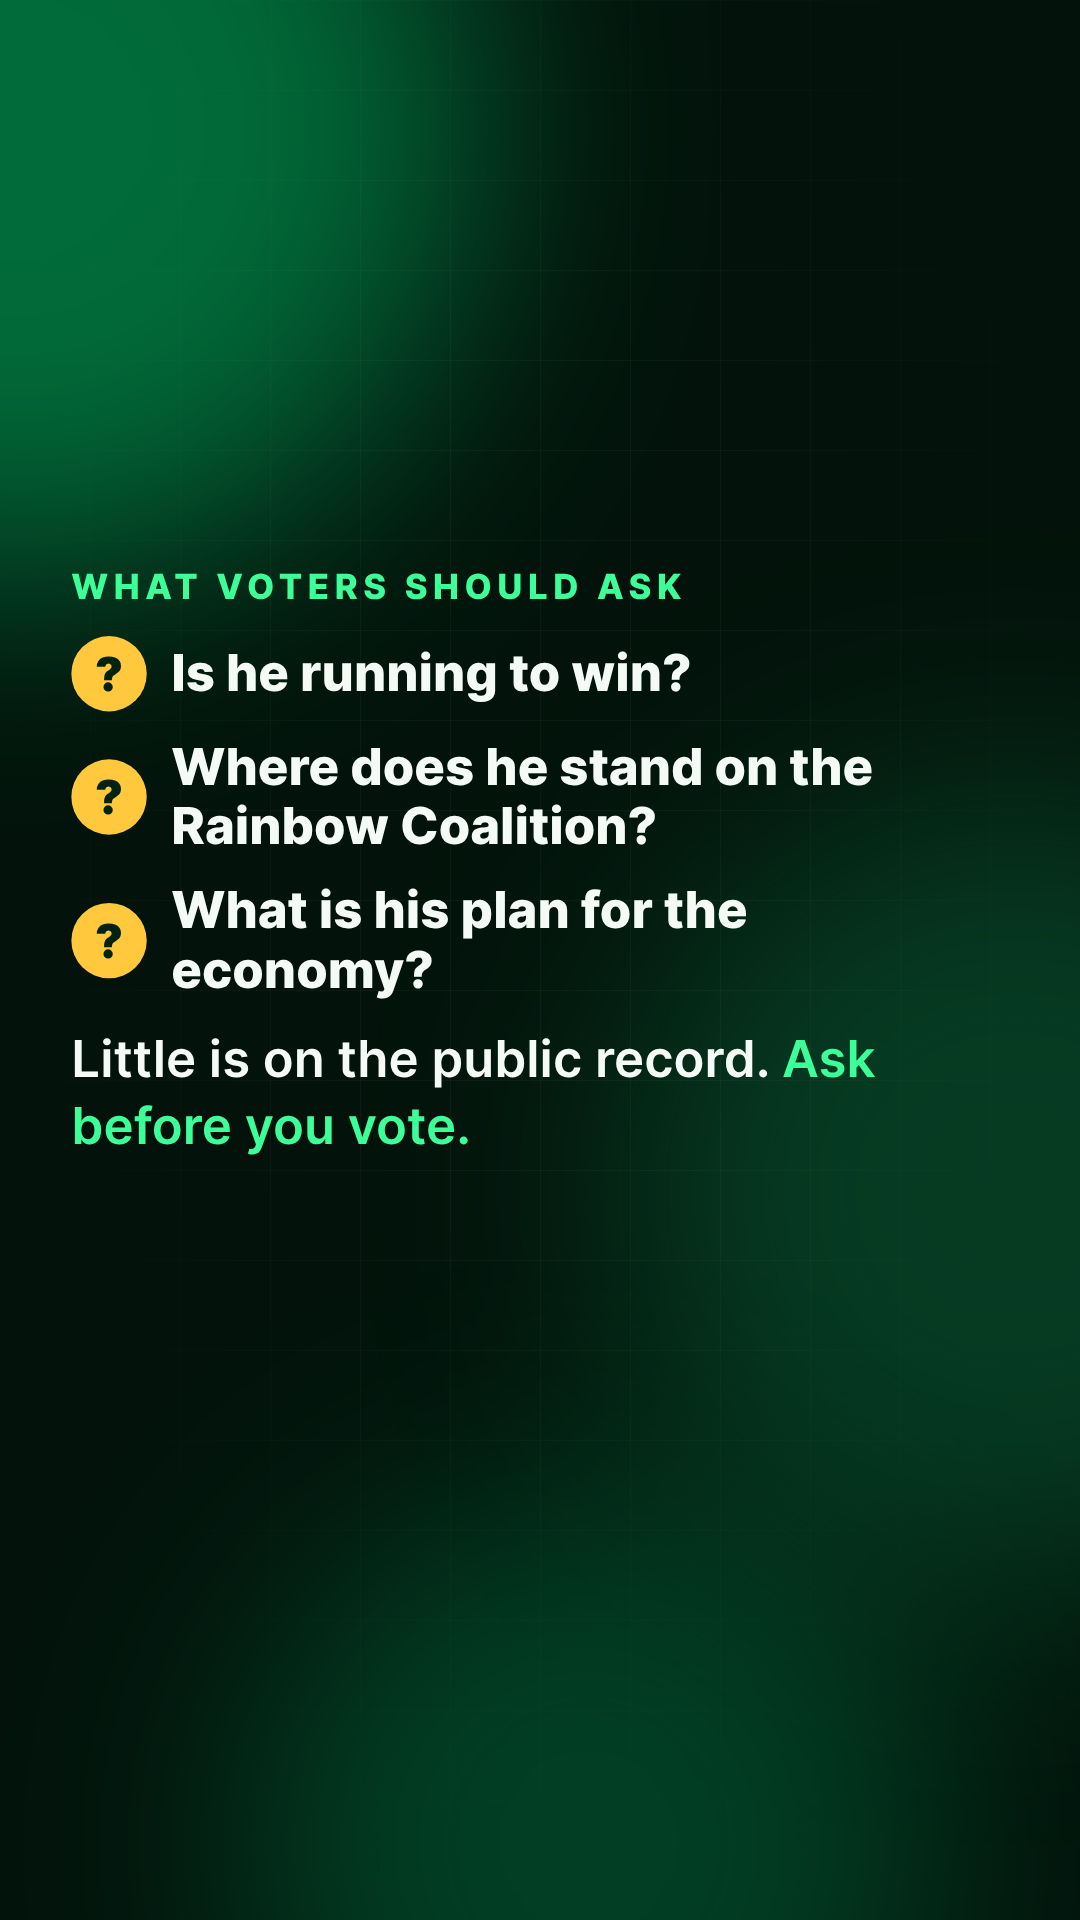 WHAT VOTERS SHOULD ASK
? Is he running to win?
? Where does he stand on the
Rainbow Coalition?
? What is his plan for the
economy?
Little is on the public record. Ask
before you vote.